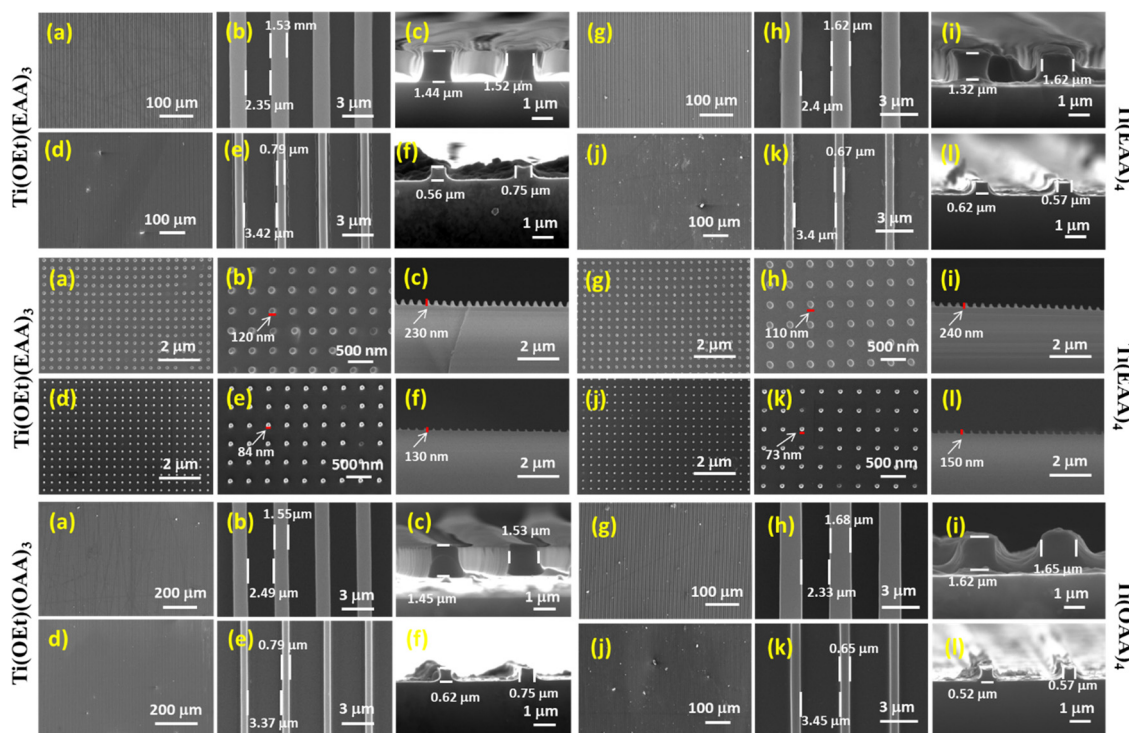 Ti(OEt)(EAA)3
(a)
100 µm
(b)
1.53 mm
2.35 µm
3 µm
(c)
1.44 µm
1.52 µm
1 µm
(g)
100 µm
(h)
1.62 µm
2.4 µm
3 µm
(i)
1.32 µm
1.62 µm
1 µm
Ti(EAA)4
(d)
100 µm
(e)
0.79 µm
3.42 µm
3 µm
(f)
0.56 µm
0.75 µm
1 µm
(j)
100 µm
(k)
0.67 µm
3.4 µm
3 µm
(l)
0.62 µm
0.57 µm
1 µm
Ti(OEt)(EAA)3
(a)
2 µm
(b)
120 nm
500 nm
(c)
230 nm
2 µm
(g)
2 µm
(h)
110 nm
500 nm
(i)
240 nm
2 µm
Ti(EAA)4
(d)
2 µm
(e)
84 nm
500 nm
(f)
130 nm
2 µm
(j)
2 µm
(k)
73 nm
500 nm
(l)
150 nm
2 µm
Ti(OEt)(OAA)3
(a)
200 µm
(b)
1.55µm
2.49 µm
3 µm
(c)
1.53 µm
1.45 µm
1 µm
(g)
100 µm
(h)
1.68 µm
2.33 µm
3 µm
(i)
1.62 µm
1.65 µm
1 µm
Ti(OAA)4
d)
200 µm
(e)
0.79 µm
3.37 µm
3 µm
(f)
0.62 µm
0.75 µm
1 µm
(j)
100 µm
(k)
0.65 µm
3.45 µm
3 µm
(l)
0.52 µm
0.57 µm
1 µm